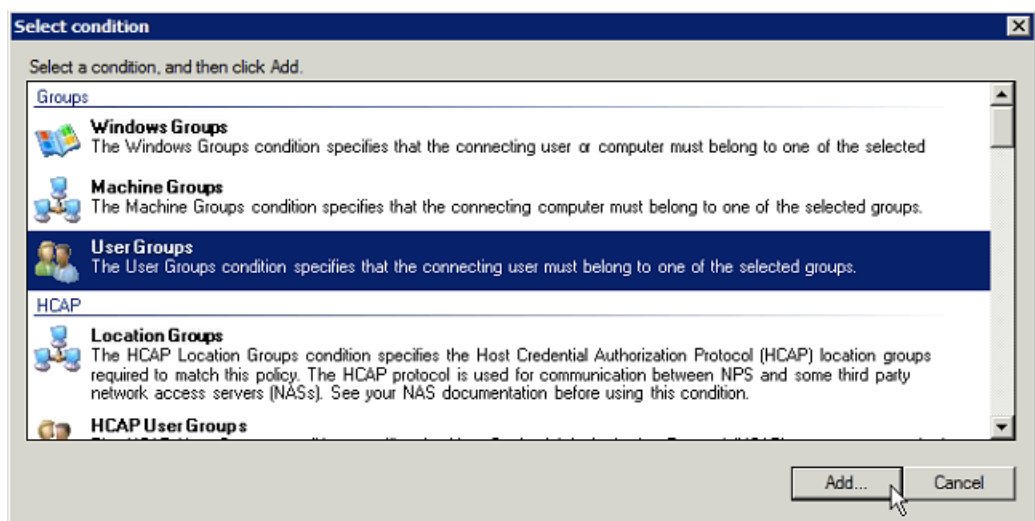 Select condition
Select a condition, and then click Add.
Groups
Windows Groups
The Windows Groups condition specifies that the connecting user or computer must belong to one of the selected
Machine Groups
The Machine Groups condition specifies that the connecting computer must belong to one of the selected groups.
User Groups
The User Groups condition specifies that the connecting user must belong to one of the selected groups.
HCAP
Location Groups
The HCAP Location Groups condition specifies the Host Credential Authorization Protocol (HCAP) location groups
required to match this policy. The HCAP protocol is used for communication between NPS and some third party
network access servers (NASs). See your NAS documentation before using this condition.
HCAP User Groups
Add...
Cancel